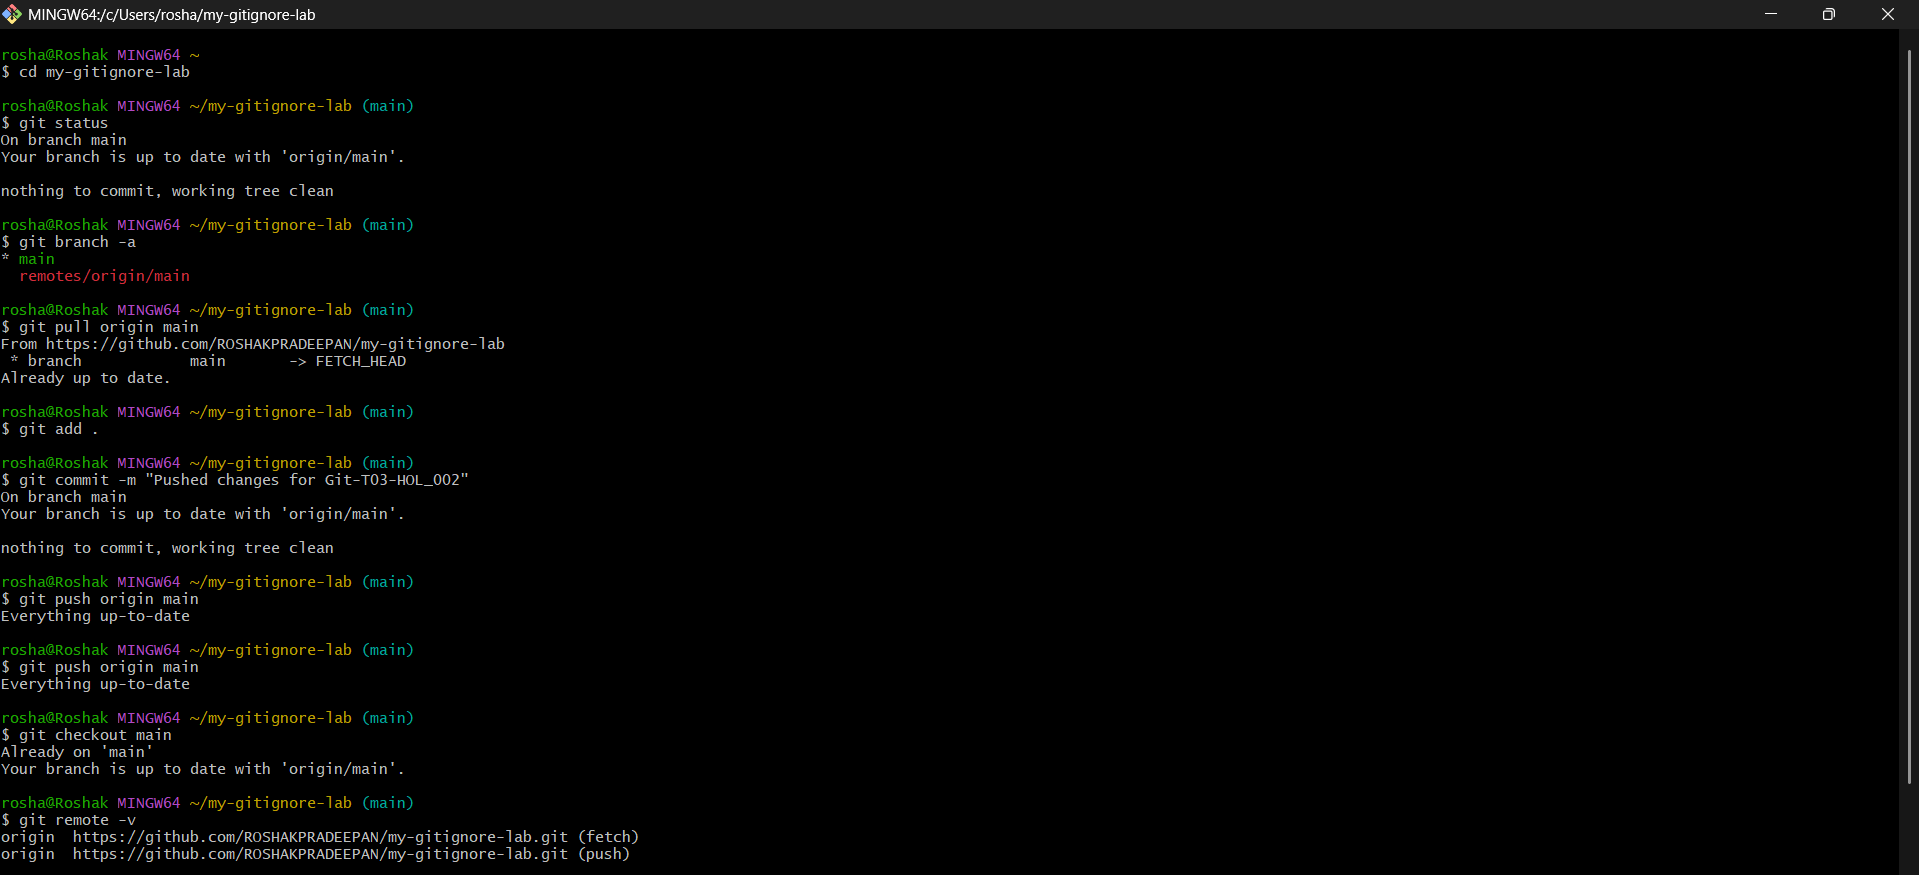 MINGW64:/c/Users/rosha/my-gitignore-lab
rosha@Roshak MINGW64 ~
$ cd my-gitignore-lab
rosha@Roshak MINGW64 ~/my-gitignore-lab (main)
$ git status
On branch main
Your branch is up to date with 'origin/main'.
nothing to commit, working tree clean
rosha@Roshak MINGW64 ~/my-gitignore-lab (main)
$ git branch -a
* main
  remotes/origin/main
rosha@Roshak MINGW64 ~/my-gitignore-lab (main)
$ git pull origin main
From https://github.com/ROSHAKPRADEEPAN/my-gitignore-lab
 * branch            main       -> FETCH_HEAD
Already up to date.
rosha@Roshak MINGW64 ~/my-gitignore-lab (main)
$ git add .
rosha@Roshak MINGW64 ~/my-gitignore-lab (main)
$ git commit -m "Pushed changes for Git-T03-HOL_002"
On branch main
Your branch is up to date with 'origin/main'.
nothing to commit, working tree clean
rosha@Roshak MINGW64 ~/my-gitignore-lab (main)
$ git push origin main
Everything up-to-date
rosha@Roshak MINGW64 ~/my-gitignore-lab (main)
$ git push origin main
Everything up-to-date
rosha@Roshak MINGW64 ~/my-gitignore-lab (main)
$ git checkout main
Already on 'main'
Your branch is up to date with 'origin/main'.
rosha@Roshak MINGW64 ~/my-gitignore-lab (main)
$ git remote -v
origin  https://github.com/ROSHAKPRADEEPAN/my-gitignore-lab.git (fetch)
origin  https://github.com/ROSHAKPRADEEPAN/my-gitignore-lab.git (push)